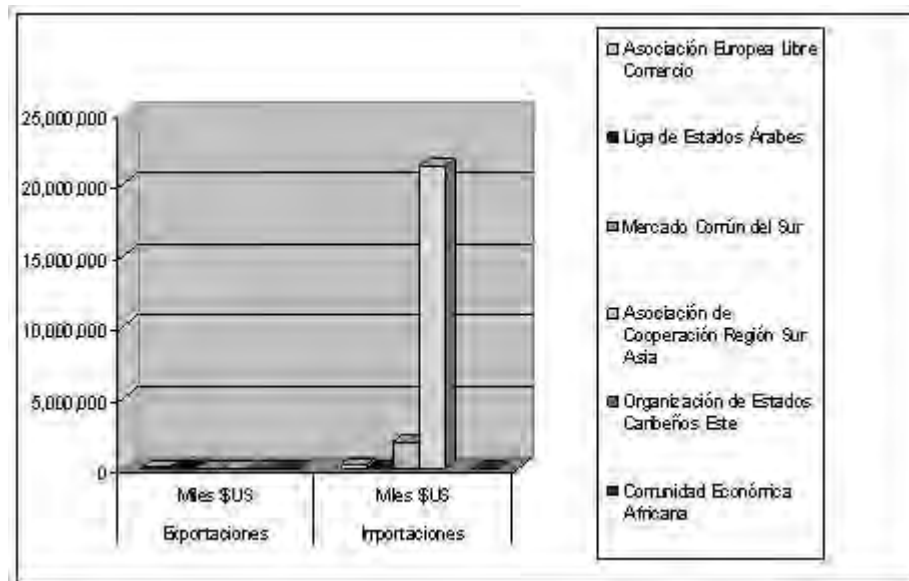 Asociación Europea Libre
Comercio
25,000,000
Liga de Estados Árabes
20,000,000
Mercado Común del Sur
15,000,000
Asociación de
Cooperación Región Sur
Asia
10,000,000
5,000,000
Organización de Estados
Caribeños Este
0
Miles $US
Miles $US
Comunidad Económica
Africana
Exportaciones
Importaciones